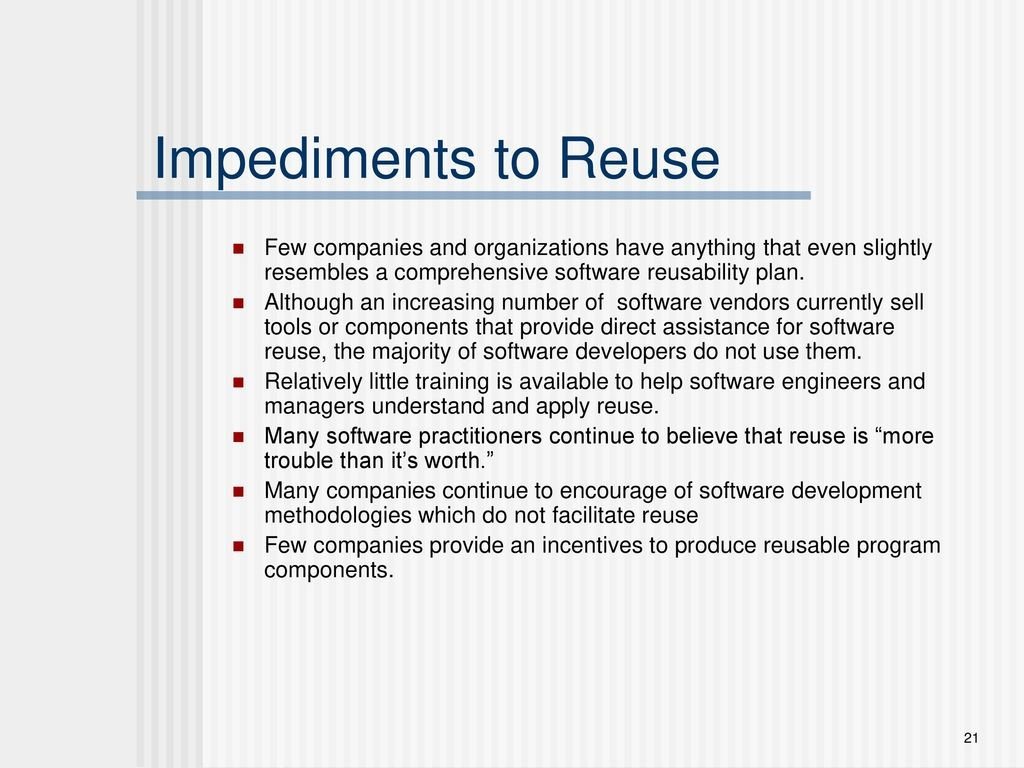 Impediments to Reuse
Few companies and organizations have anything that even slightly
resembles a comprehensive software reusability plan.
Although an increasing number of  software vendors currently sell
tools or components that provide direct assistance for software
reuse, the majority of software developers do not use them.
Relatively little training is available to help software engineers and
managers understand and apply reuse.
Many software practitioners continue to believe that reuse is “more
trouble than it’s worth.”
Many companies continue to encourage of software development
methodologies which do not facilitate reuse
Few companies provide an incentives to produce reusable program
components.
21